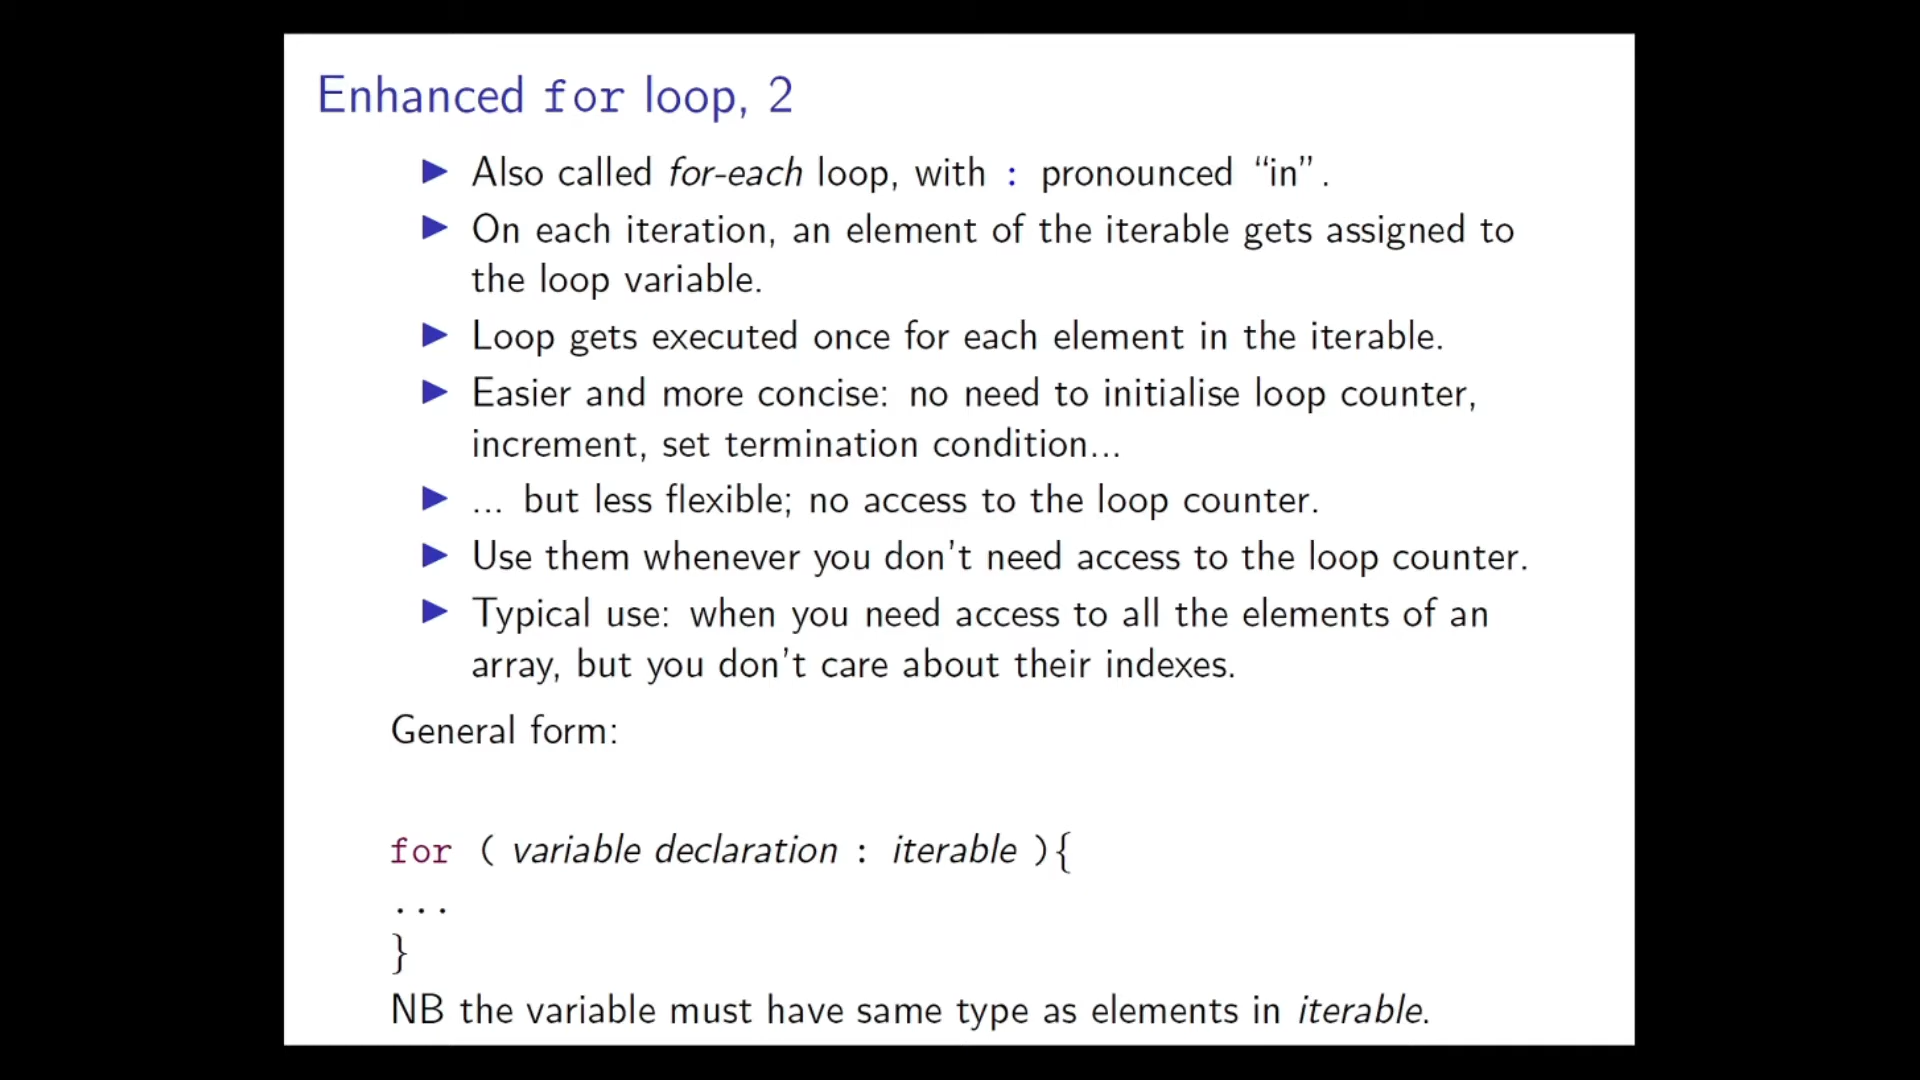 Enhanced for loop, 2
▶ Also called for-each loop, with : pronounced “in”.
▶ On each iteration, an element of the iterable gets assigned to
the loop variable.
▶ Loop gets executed once for each element in the iterable.
▶ Easier and more concise: no need to initialise loop counter,
increment, set termination condition...
▶ ... but less flexible; no access to the loop counter.
▶ Use them whenever you don’t need access to the loop counter.
▶ Typical use: when you need access to all the elements of an
array, but you don’t care about their indexes.
General form:
for ( variable declaration : iterable ){
...
}
NB the variable must have same type as elements in iterable.